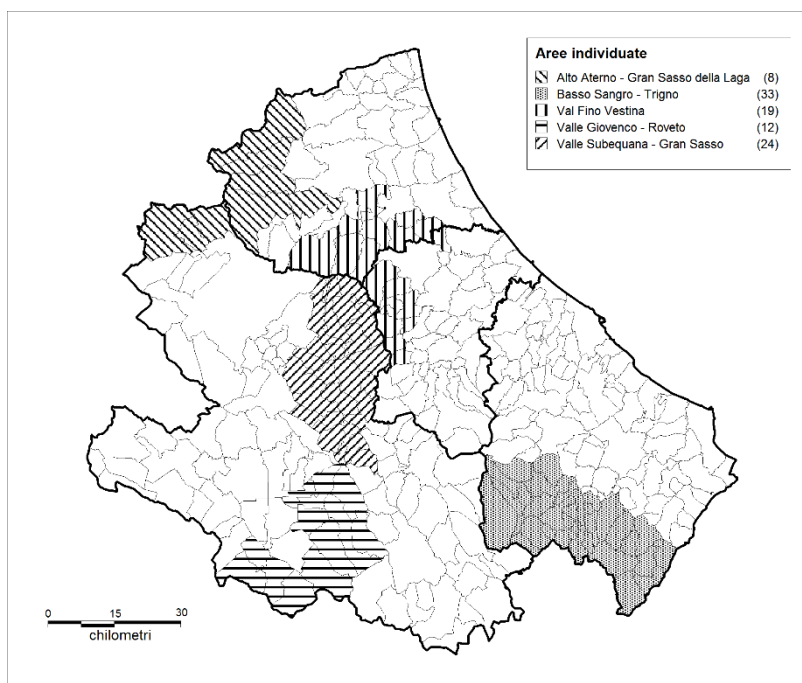 Aree individuate
Alto Aterno - Gran Sasso della Laga (8)
Basso Sangro - Trigno (33)
Val Fino Vestina (19)
Valle Giovenco - Roveto (12)
Valle Subequana - Gran Sasso (24)
0 15 30
chilometri